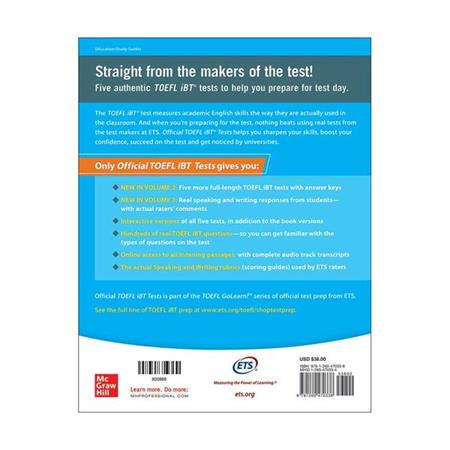 Education/Study Guides
Straight from the makers of the test!
Five authentic TOEFL iBT® tests to help you prepare for test day.
The TOEFL iBT® test measures academic English skills the way they are actually used in
the classroom. And when you're preparing for the test, nothing beats using real tests from
the test makers at ETS. Official TOEFL iBT® Tests helps you sharpen your skills, boost your
confidence, succeed on the test and get noticed by universities.
Only Official TOEFL iBT Tests gives you:
• NEW IN VOLUME 2: Five more full-length TOEFL iBT tests with answer keys
• NEW IN VOLUME 2: Real speaking and writing responses from students—
with actual raters' comments
• Interactive versions of all five tests, in addition to the book versions
• Hundreds of real TOEFL iBT questions—so you can get familiar with the
types of questions on the test
• Online access to all listening passages, with complete audio track transcripts
• The actual Speaking and Writing rubrics (scoring guides) used by ETS raters
Official TOEFL iBT Tests is part of the TOEFL GoLearn!™ series of official test prep from ETS.
See the full line of TOEFL iBT prep at www.ets.org/toefl/shoptestprep.
Mc
Graw
Hill
Learn more. Do more.
MHPROFESSIONAL.COM
ETS
Measuring the Power of Learning.®
ets.org
USD $38.00